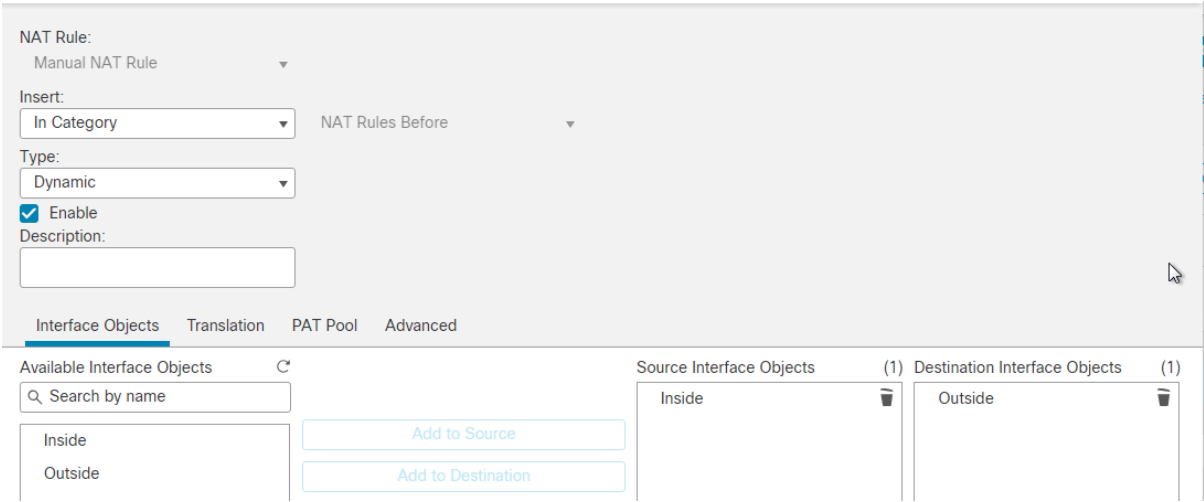 NAT Rule:
Manual NAT Rule
Insert:
In Category NAT Rules Before
Type:
Dynamic
Enable
Description:
Interface Objects Translation PAT Pool Advanced
Available Interface Objects Source Interface Objects (1) Destination Interface Objects (1)
Search by name Inside Outside
Inside Add to Source
Outside Add to Destination